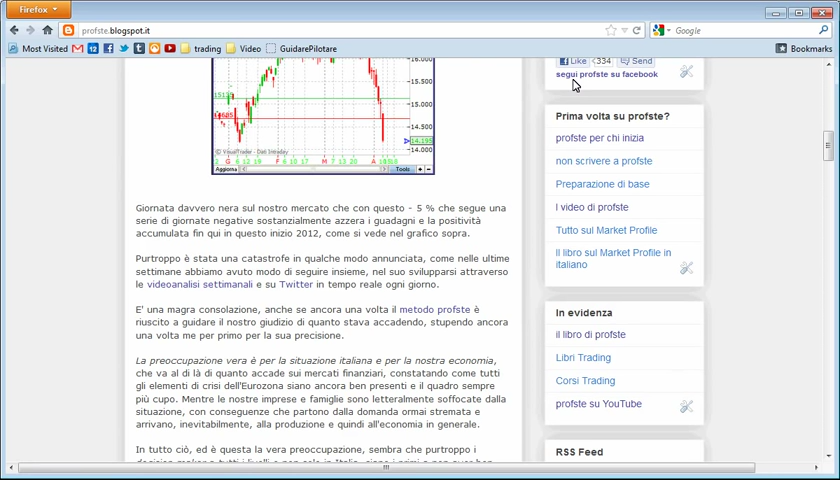 Firefox
profste.blogspot.it
Google
Most Visited
trading
Video
GuidarePilotare
Bookmarks
16.000
15.500
15.000
14.500
14.195
14.000
© VisualTrader - Dati Intraday
2 G 6 12 19 F 6 10 17 M 7 13 22 A
Aggiorna
Tools
Giornata davvero nera sul nostro mercato che con questo - 5 % che segue una
serie di giornate negative sostanzialmente azzera i guadagni e la positività
accumulata fin qui in questo inizio 2012, come si vede nel grafico sopra.
Purtroppo è stata una catastrofe in qualche modo annunciata, come nelle ultime
settimane abbiamo avuto modo di seguire insieme, nel suo svilupparsi attraverso
le videoanalisi settimanali e su Twitter in tempo reale ogni giorno.
E' una magra consolazione, anche se ancora una volta il metodo profste è
riuscito a guidare il nostro giudizio di quanto stava accadendo, stupendo ancora
una volta me per primo per la sua precisione.
La preoccupazione vera è per la situazione italiana e per la nostra economia,
che va al di là di quanto accade sui mercati finanziari, constatando come tutti
gli elementi di crisi dell'Eurozona siano ancora ben presenti e il quadro sempre
più cupo. Mentre le nostre imprese e famiglie sono letteralmente soffocate dalla
situazione, con conseguenze che partono dalla domanda ormai stremata e
arrivano, inevitabilmente, alla produzione e quindi all'economia in generale.
In tutto ciò, ed è questa la vera preoccupazione, sembra che purtroppo i
Like 334 Send
segui profste su facebook
Prima volta su profste?
profste per chi inizia
non scrivere a profste
Preparazione di base
I video di profste
Tutto sul Market Profile
Il libro sul Market Profile in
italiano
In evidenza
il libro di profste
Libri Trading
Corsi Trading
profste su YouTube
RSS Feed